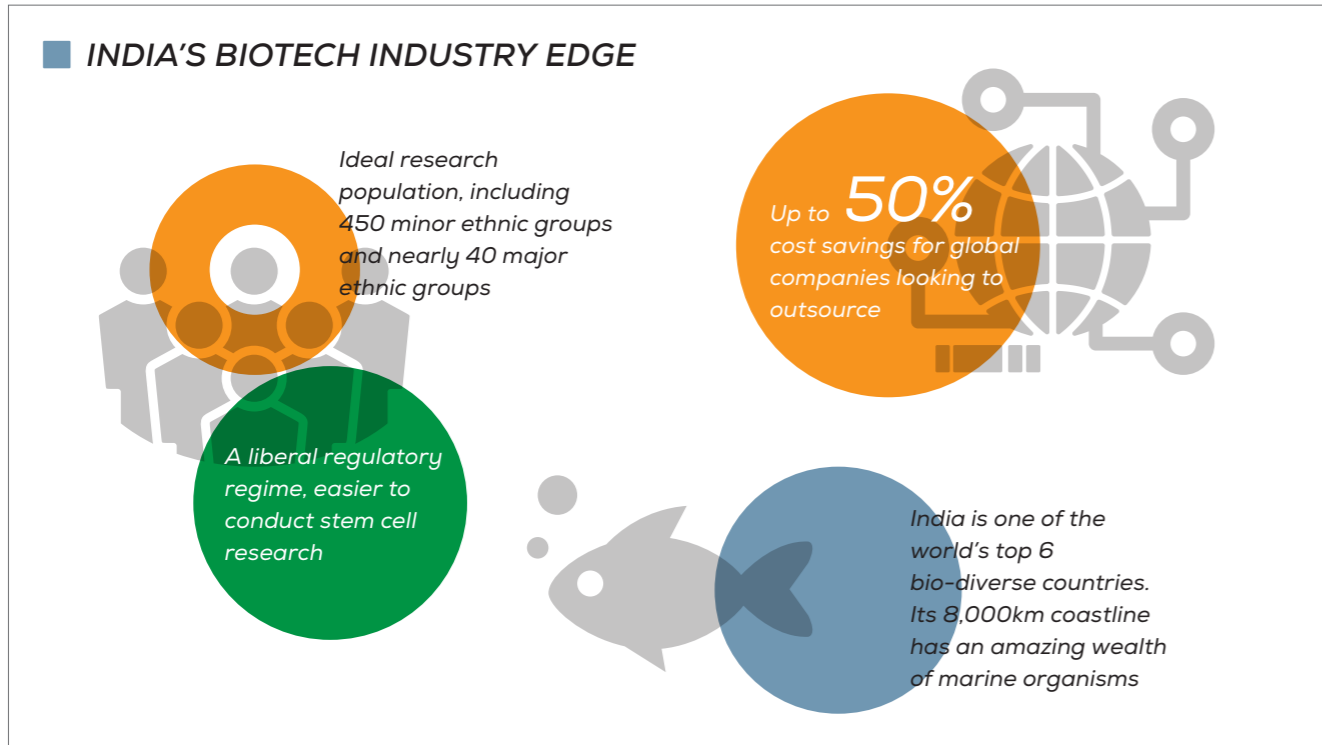 INDIA'S BIOTECH INDUSTRY EDGE
Ideal research
population, including
450 minor ethnic groups
and nearly 40 major
ethnic groups
Up to 50%
cost savings for global
companies looking to
outsource
A liberal regulatory
regime, easier to
conduct stem cell
research
India is one of the
world's top 6
bio-diverse countries.
Its 8,000km coastline
has an amazing wealth
of marine organisms